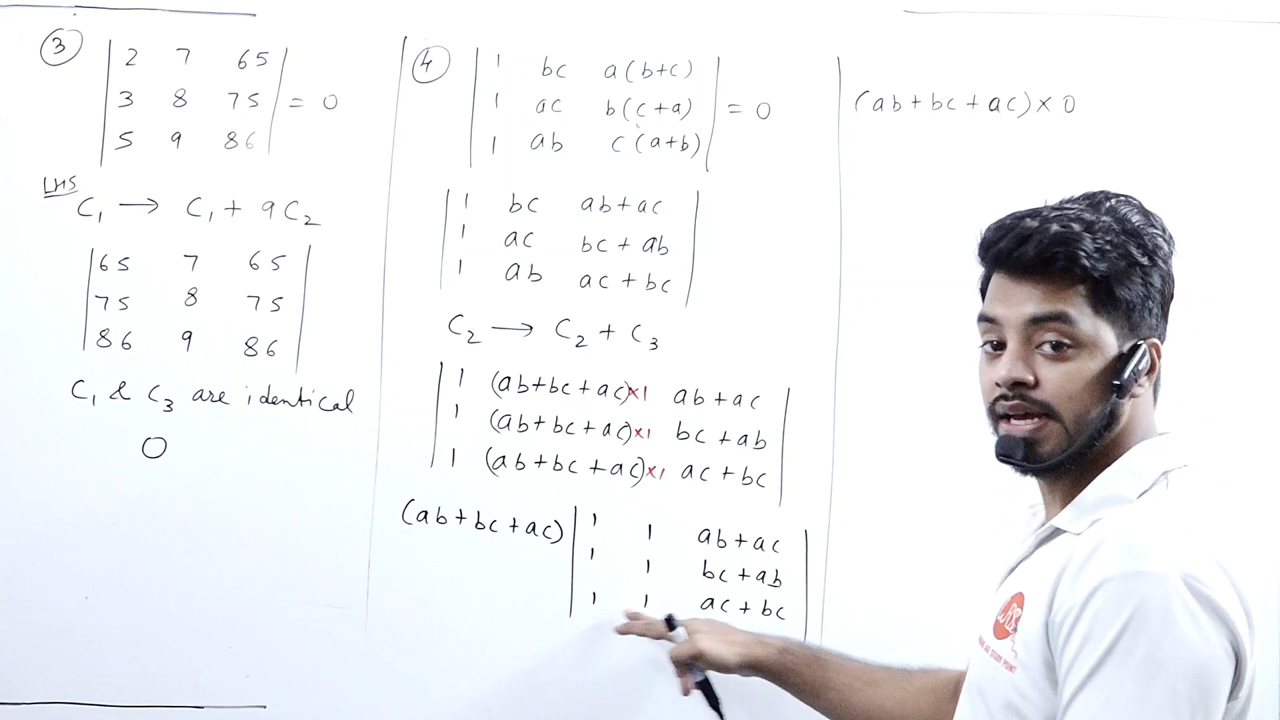 ③
2 7 65
3 8 75 = 0
5 9 86
LHS
C₁ → C₁ + 9C₂
65 7 65
75 8 75
86 9 86
C₁ & C₃ are identical
0
④
1 bc a(b+c)
1 ac b(c+a) = 0
1 ab c(a+b)
1 bc ab+ac
1 ac bc+ab
1 ab ac+bc
C₂ → C₂ + C₃
1 (ab+bc+ac)×1 ab+ac
1 (ab+bc+ac)×1 bc+ab
1 (ab+bc+ac)×1 ac+bc
(ab+bc+ac) 1 1 ab+ac
1 1 bc+ab
1 1 ac+bc
(ab+bc+ac)×0